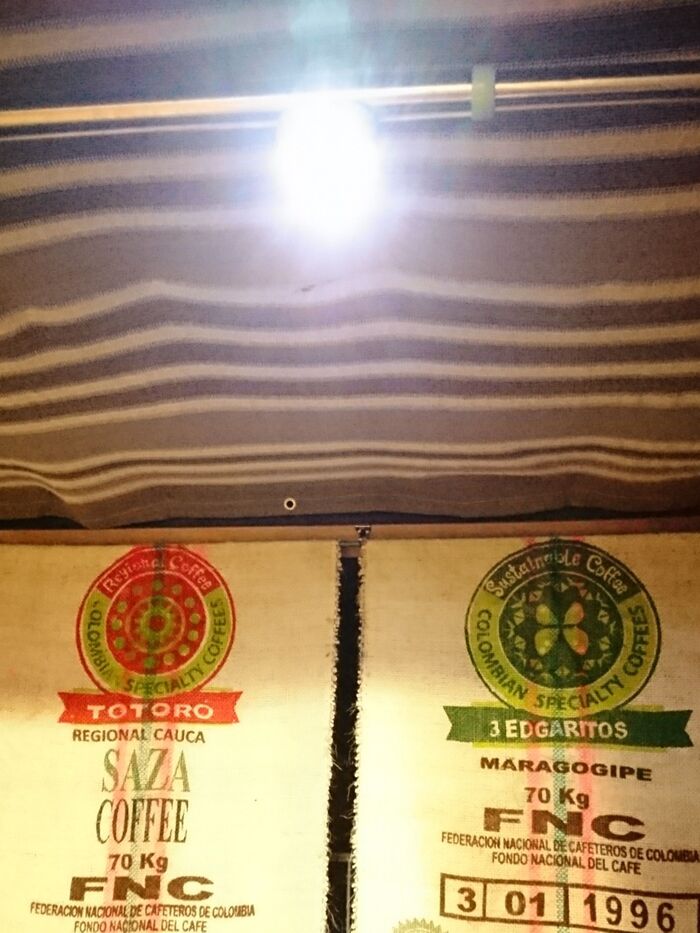 Regional Coffee
COLOMBIAN SPECIALTY COFFEES
TOTORO
REGIONAL CAUCA
SAZA
COFFEE
70 Kg
FNC
FEDERACION NACIONAL DE CAFETEROS DE COLOMBIA
FONDO NACIONAL DEL CAFE
Sustainable Coffee
COLOMBIAN SPECIALTY COFFEES
3 EDGARITOS
MARAGOGIPE
70 Kg
FNC
FEDERACION NACIONAL DE CAFETEROS DE COLOMBIA
FONDO NACIONAL DEL CAFE
3 01 1996